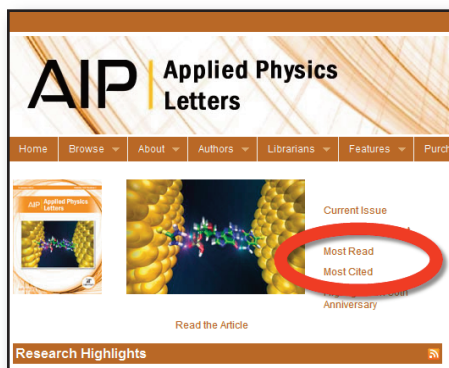 AIP Applied Physics
Letters
Home Browse About Authors Librarians Features Purch
AIP Applied Physics
Letters
Current Issue
Most Read
Most Cited
Anniversary
Read the Article
Research Highlights